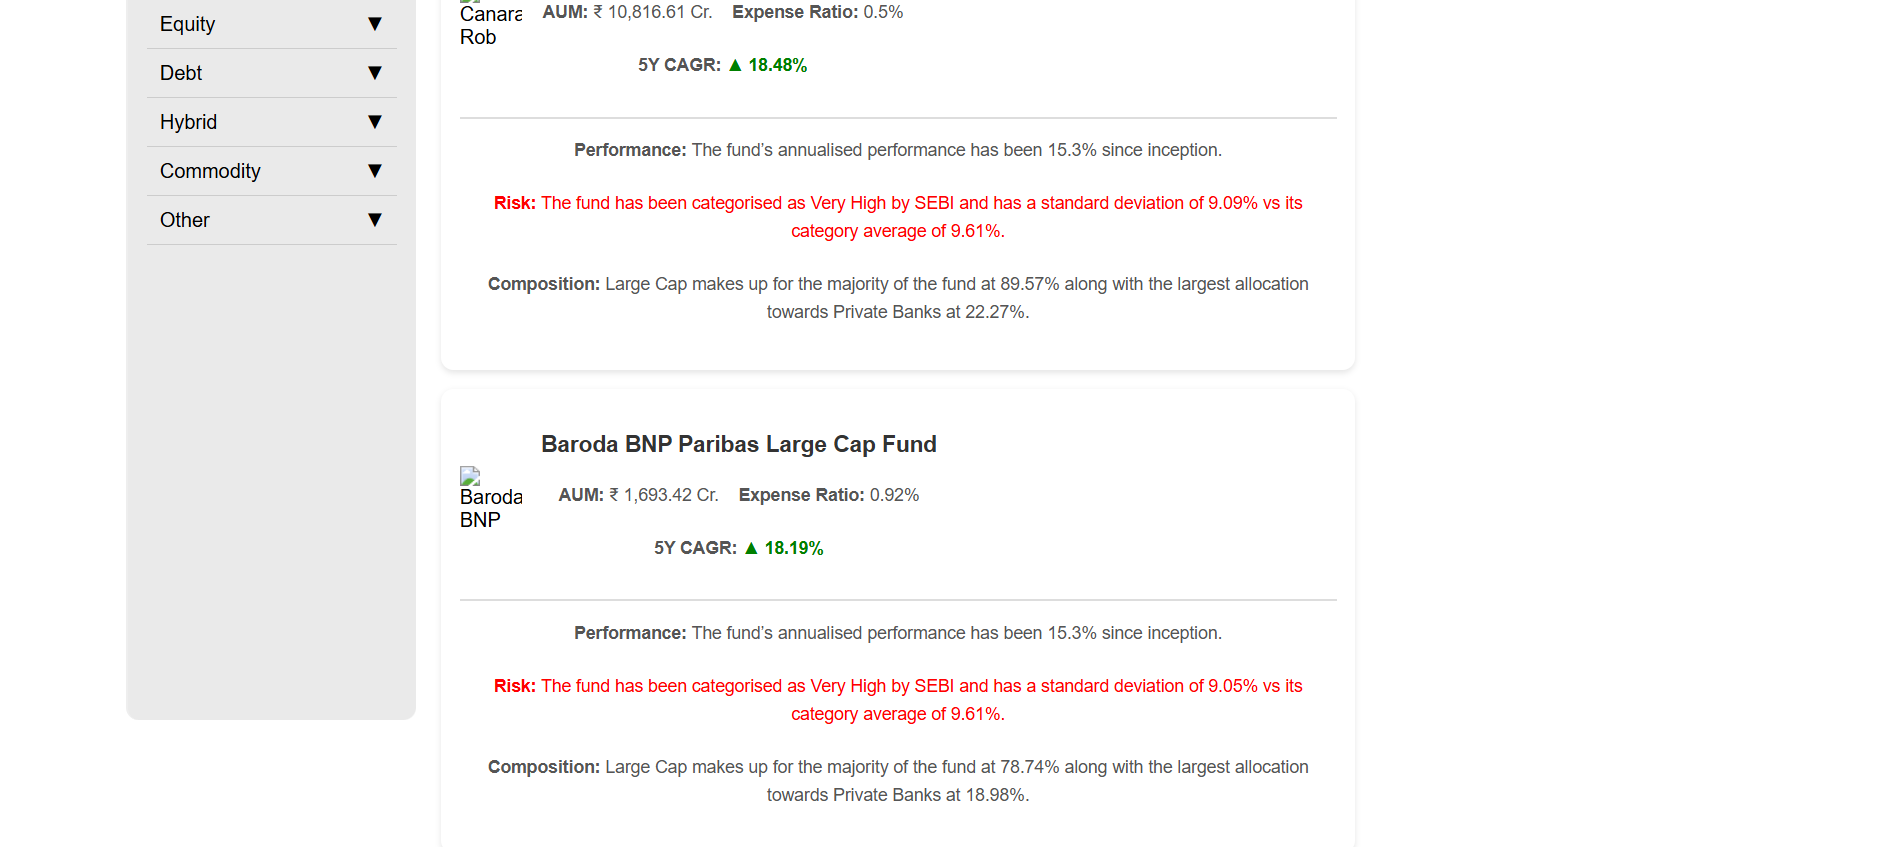 Equity ▼
Debt ▼
Hybrid ▼
Commodity ▼
Other ▼
Canara
Rob
AUM: ₹ 10,816.61 Cr. Expense Ratio: 0.5%
5Y CAGR: ▲ 18.48%
Performance: The fund’s annualised performance has been 15.3% since inception.
Risk: The fund has been categorised as Very High by SEBI and has a standard deviation of 9.09% vs its
category average of 9.61%.
Composition: Large Cap makes up for the majority of the fund at 89.57% along with the largest allocation
towards Private Banks at 22.27%.
Baroda BNP Paribas Large Cap Fund
Baroda
BNP
AUM: ₹ 1,693.42 Cr. Expense Ratio: 0.92%
5Y CAGR: ▲ 18.19%
Performance: The fund’s annualised performance has been 15.3% since inception.
Risk: The fund has been categorised as Very High by SEBI and has a standard deviation of 9.05% vs its
category average of 9.61%.
Composition: Large Cap makes up for the majority of the fund at 78.74% along with the largest allocation
towards Private Banks at 18.98%.